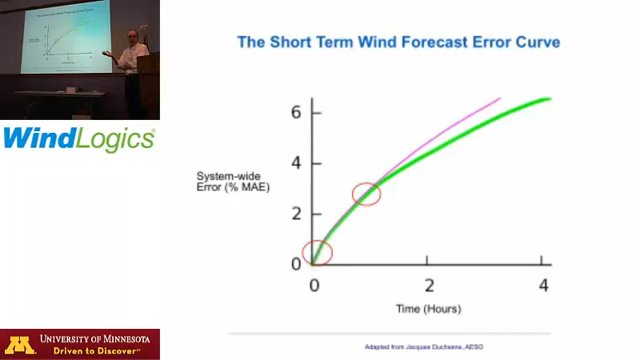 The Short Term Wind Forecast Error Curve
WindLogics
System-wide
Error (% MAE)
6
4
2
0
0
2
4
Time (Hours)
Adapted from Jacques Duchesne, AESO
UNIVERSITY OF MINNESOTA
Driven to Discover